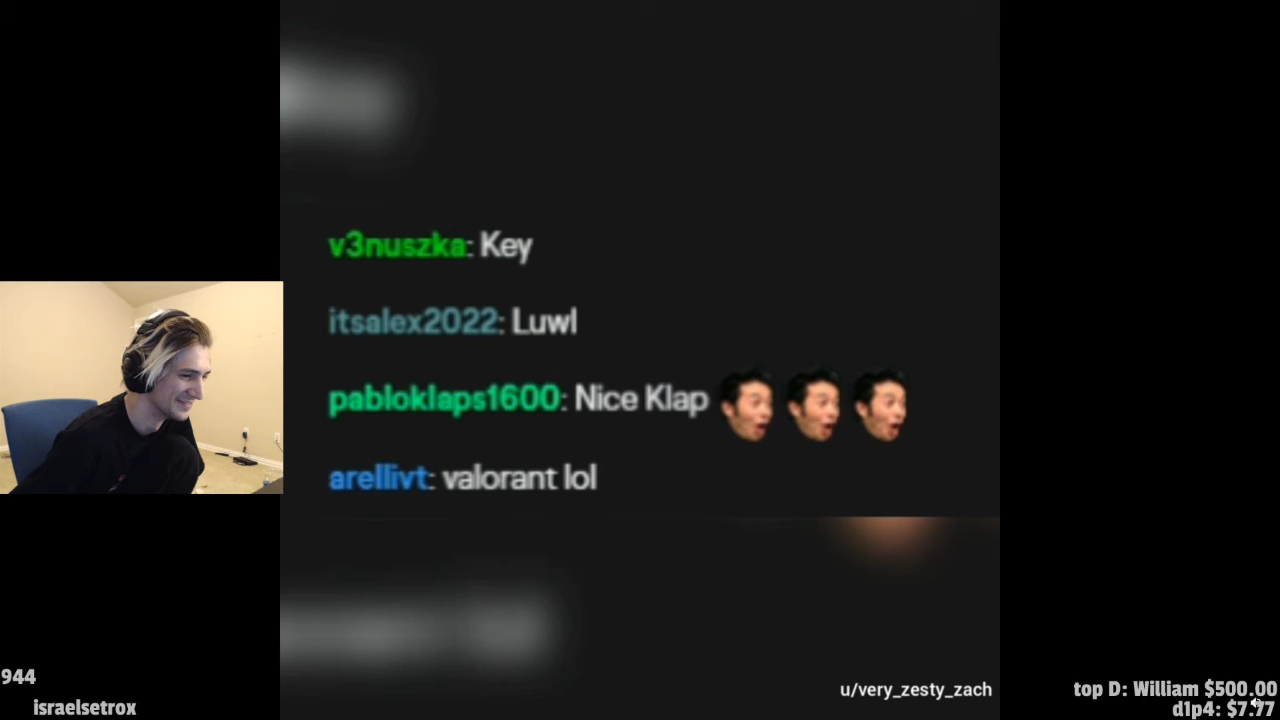 v3nuszka: Key
itsalex2022: Luwl
pabloklaps1600: Nice Klap
arellivt: valorant lol
944
israelsetrox
u/very_zesty_zach
top D: William $500.00
d1p4: $7.77